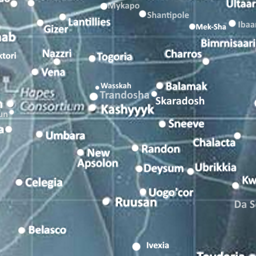 Mykapo
Shantipole
Ultaar
Lantillies
Gizer
Mek-Sha
Ibaar
Bimmisaari
Nazzri
Togoria
Charros
Vena
Wasskah
Balamak
Hapes
Consortium
Trandosha
Skaradosh
Kashyyyk
Sneeve
Umbara
Chalacta
New
Apsolon
Randon
Deysum
Ubrikkia
Celegia
Uogo'cor
Ruusan
Belasco
Ivexia